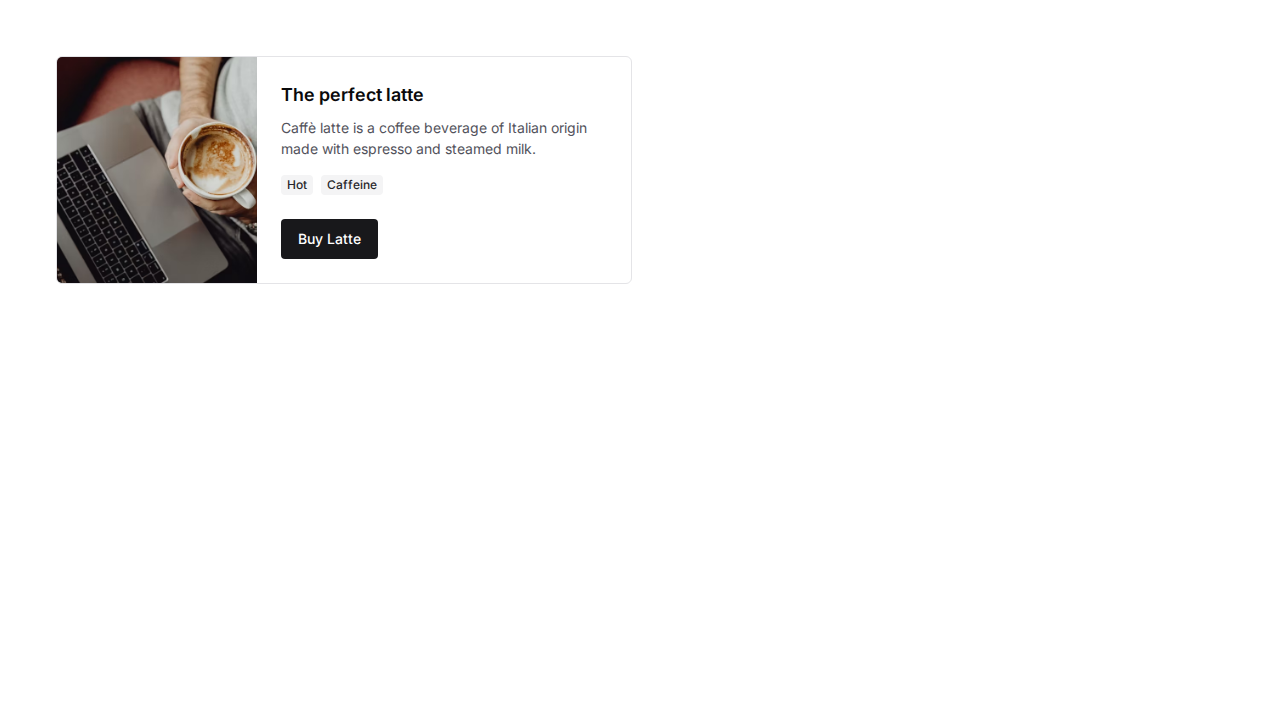 The perfect latte
Caffè latte is a coffee beverage of Italian origin
made with espresso and steamed milk.
Hot Caffeine
Buy Latte